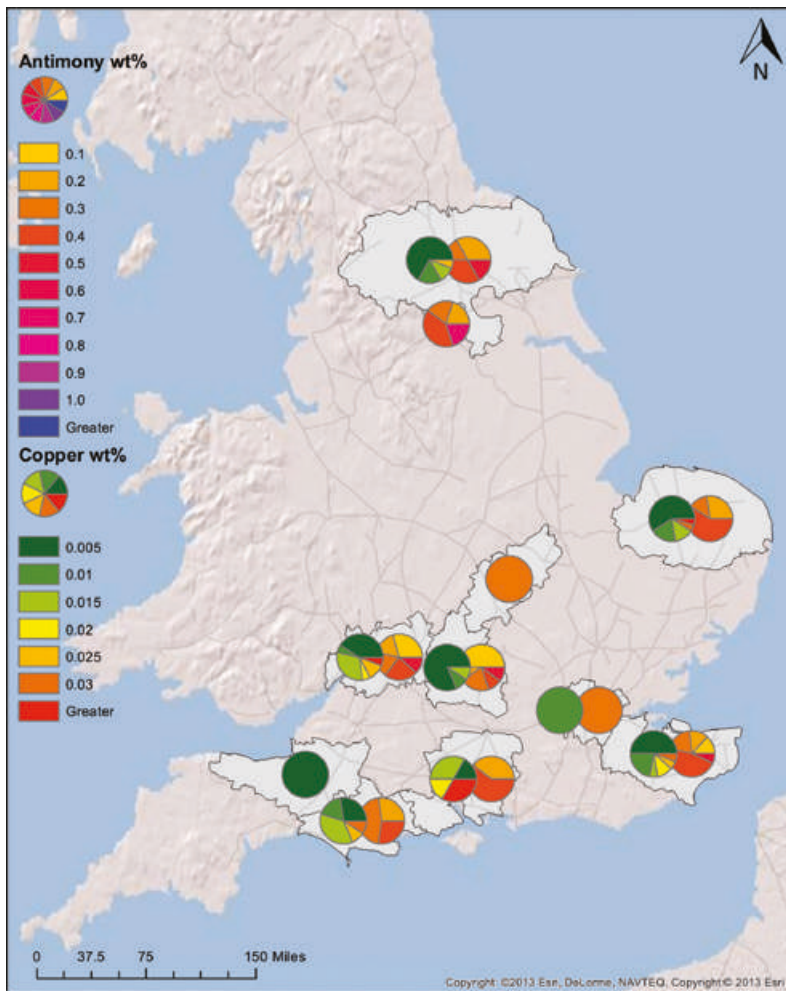 Antimony wt%
0.1
0.2
0.3
0.4
0.5
0.6
0.7
0.8
0.9
1.0
Greater
Copper wt%
0.005
0.01
0.015
0.02
0.025
0.03
Greater
N
0 37.5 75 150 Miles
Copyright: ©2013 Esri, DeLorme, NAVTEQ, Copyright:© 2013 Esri